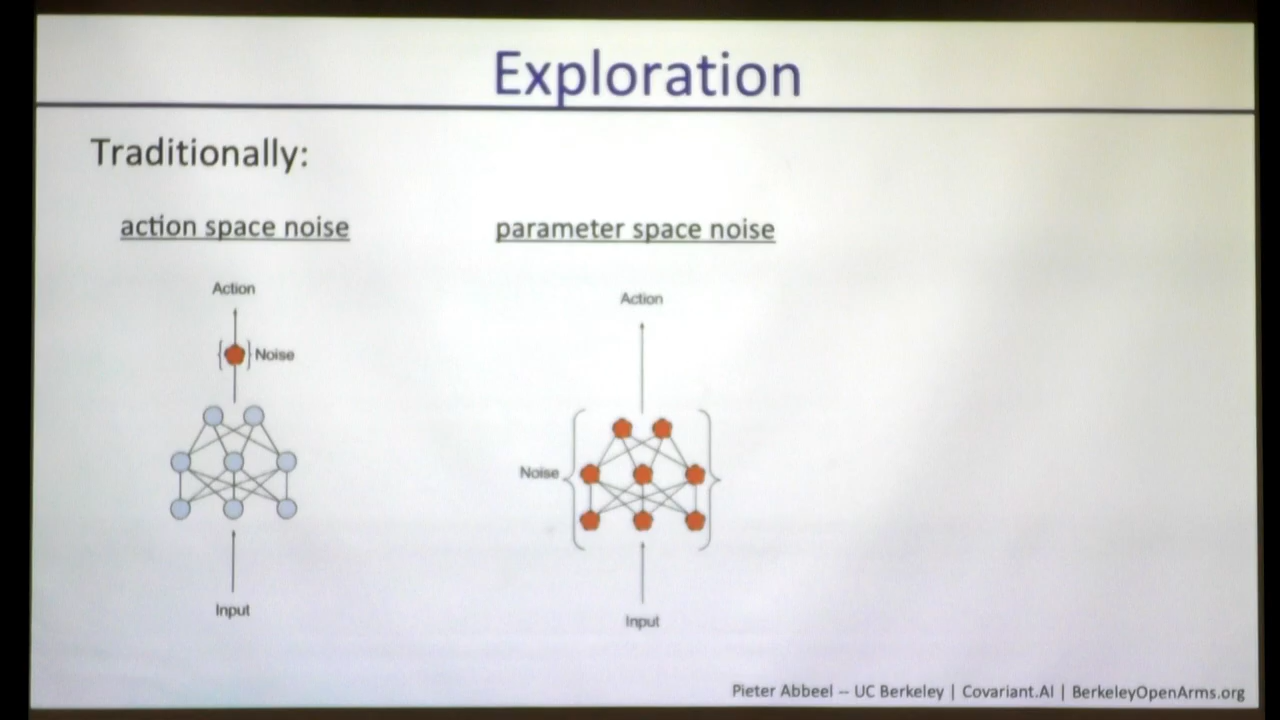 Exploration
Traditionally:
action space noise
parameter space noise
Action
Noise
Input
Action
Noise
Input
Pieter Abbeel -- UC Berkeley | Covariant.AI | BerkeleyOpenArms.org